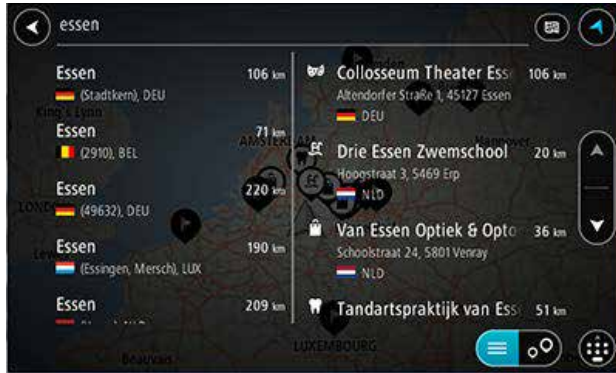 essen
Essen 106 km
(Stadtkern), DEU
Essen 71 km
(2910), BEL
Essen 220 km
(49632), DEU
Essen 190 km
(Essingen, Mersch), LUX
Essen 209 km
Collosseum Theater Ess 106 km
Altendorfer Straße 1, 45127 Essen
DEU
Drie Essen Zwemschool 20 km
Hoogstraat 3, 5469 Erp
NLD
Van Essen Optiek & Opto 36 km
Schoolstraat 24, 5801 Venray
NLD
Tandartspraktijk van Ess 51 km
King's Lynn
AMSTERDAM
Hannover
LUXEMBOURG
Beauvais